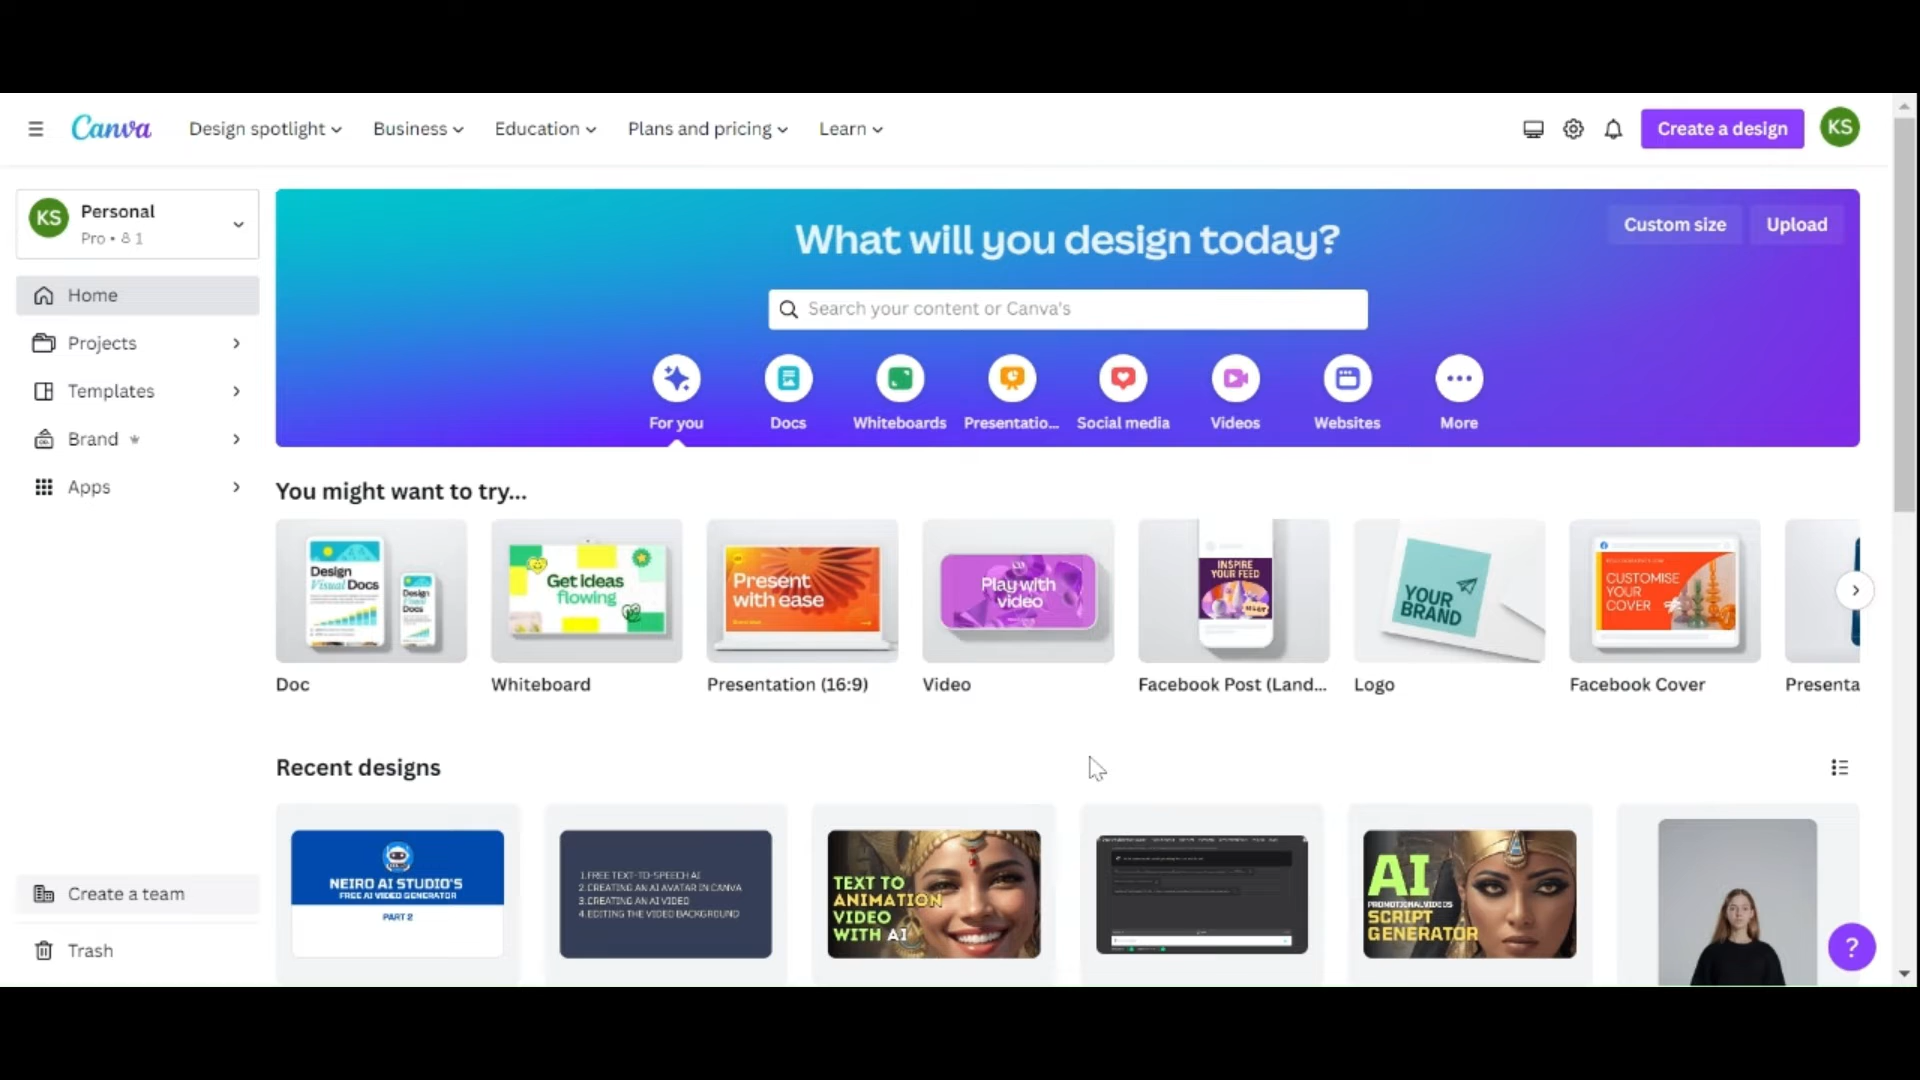 Canva
Design spotlight
Business
Education
Plans and pricing
Learn
Create a design
KS
KS
Personal
Pro • 1
Home
Projects
Templates
Brand
Apps
Create a team
Trash
What will you design today?
Custom size
Upload
Search your content or Canva's
For you
Docs
Whiteboards
Presentatio...
Social media
Videos
Websites
More
You might want to try...
Design
Visual Docs
Design
Docs
Get ideas
flowing
Present
with ease
Play with
video
INSPIRE
YOUR FEED
YOUR
BRAND
CUSTOMISE
YOUR
COVER
Doc
Whiteboard
Presentation (16:9)
Video
Facebook Post (Land...
Logo
Facebook Cover
Presenta
Recent designs
NEIRO AI STUDIO'S
FREE AI VIDEO GENERATOR
PART 2
1.FREE TEXT-TO-SPEECH AI
2.CREATING AN AI AVATAR IN CANVA
3.CREATING AN AI VIDEO
4.EDITING THE VIDEO BACKGROUND
TEXT TO
ANIMATION
VIDEO
WITH AI
AI
PROMOTIONAL VIDEOS
SCRIPT
GENERATOR
?